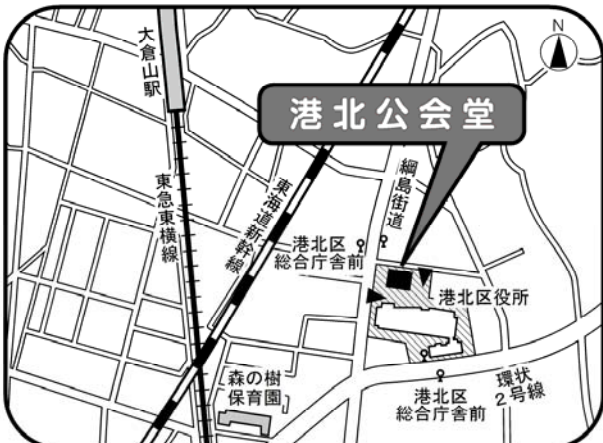 大倉山駅
N
港北公会堂
東急東横線
東海道新幹線
綱島街道
港北区
総合庁舎前
港北区役所
森の樹
保育園
港北区
総合庁舎前
環状
2号線